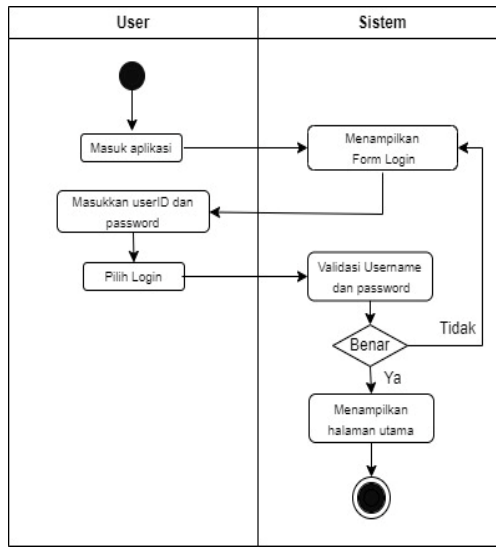 User
Sistem
Masuk aplikasi
Menampilkan
Form Login
Masukkan userID dan
password
Pilih Login
Validasi Username
dan password
Benar
Tidak
Ya
Menampilkan
halaman utama